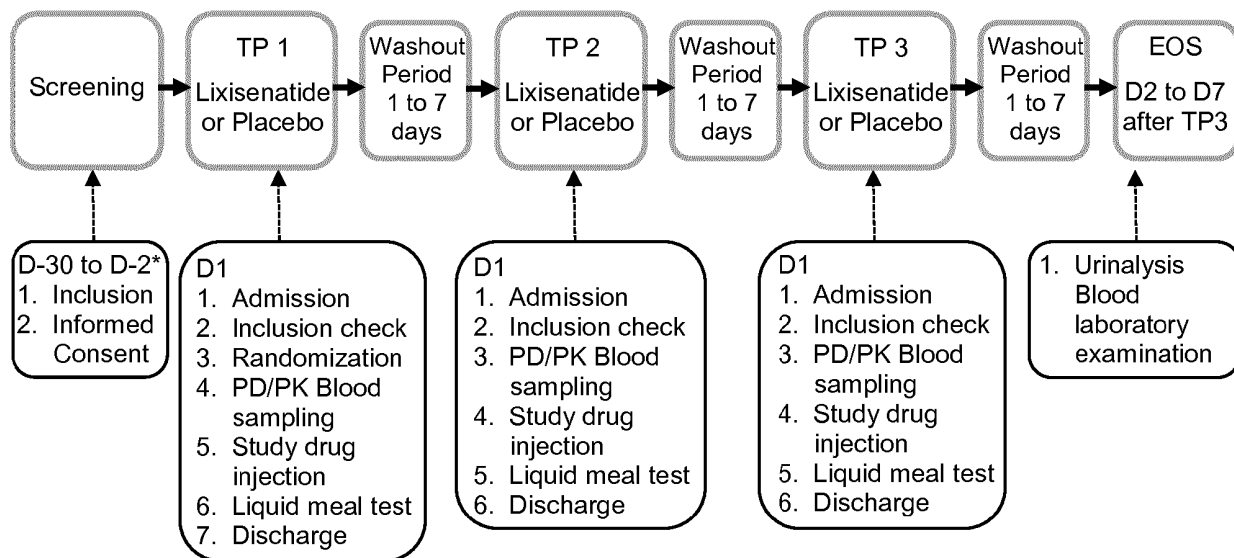 Screening
TP 1
Lixisenatide
or Placebo
Washout
Period
1 to 7
days
TP 2
Lixisenatide
or Placebo
Washout
Period
1 to 7
days
TP 3
Lixisenatide
or Placebo
Washout
Period
1 to 7
days
EOS
D2 to D7
after TP3
D-30 to D-2*
1. Inclusion
2. Informed
Consent
D1
1. Admission
2. Inclusion check
3. Randomization
4. PD/PK Blood
sampling
5. Study drug
injection
6. Liquid meal test
7. Discharge
D1
1. Admission
2. Inclusion check
3. PD/PK Blood
sampling
4. Study drug
injection
5. Liquid meal test
6. Discharge
D1
1. Admission
2. Inclusion check
3. PD/PK Blood
sampling
4. Study drug
injection
5. Liquid meal test
6. Discharge
1. Urinalysis
Blood
laboratory
examination